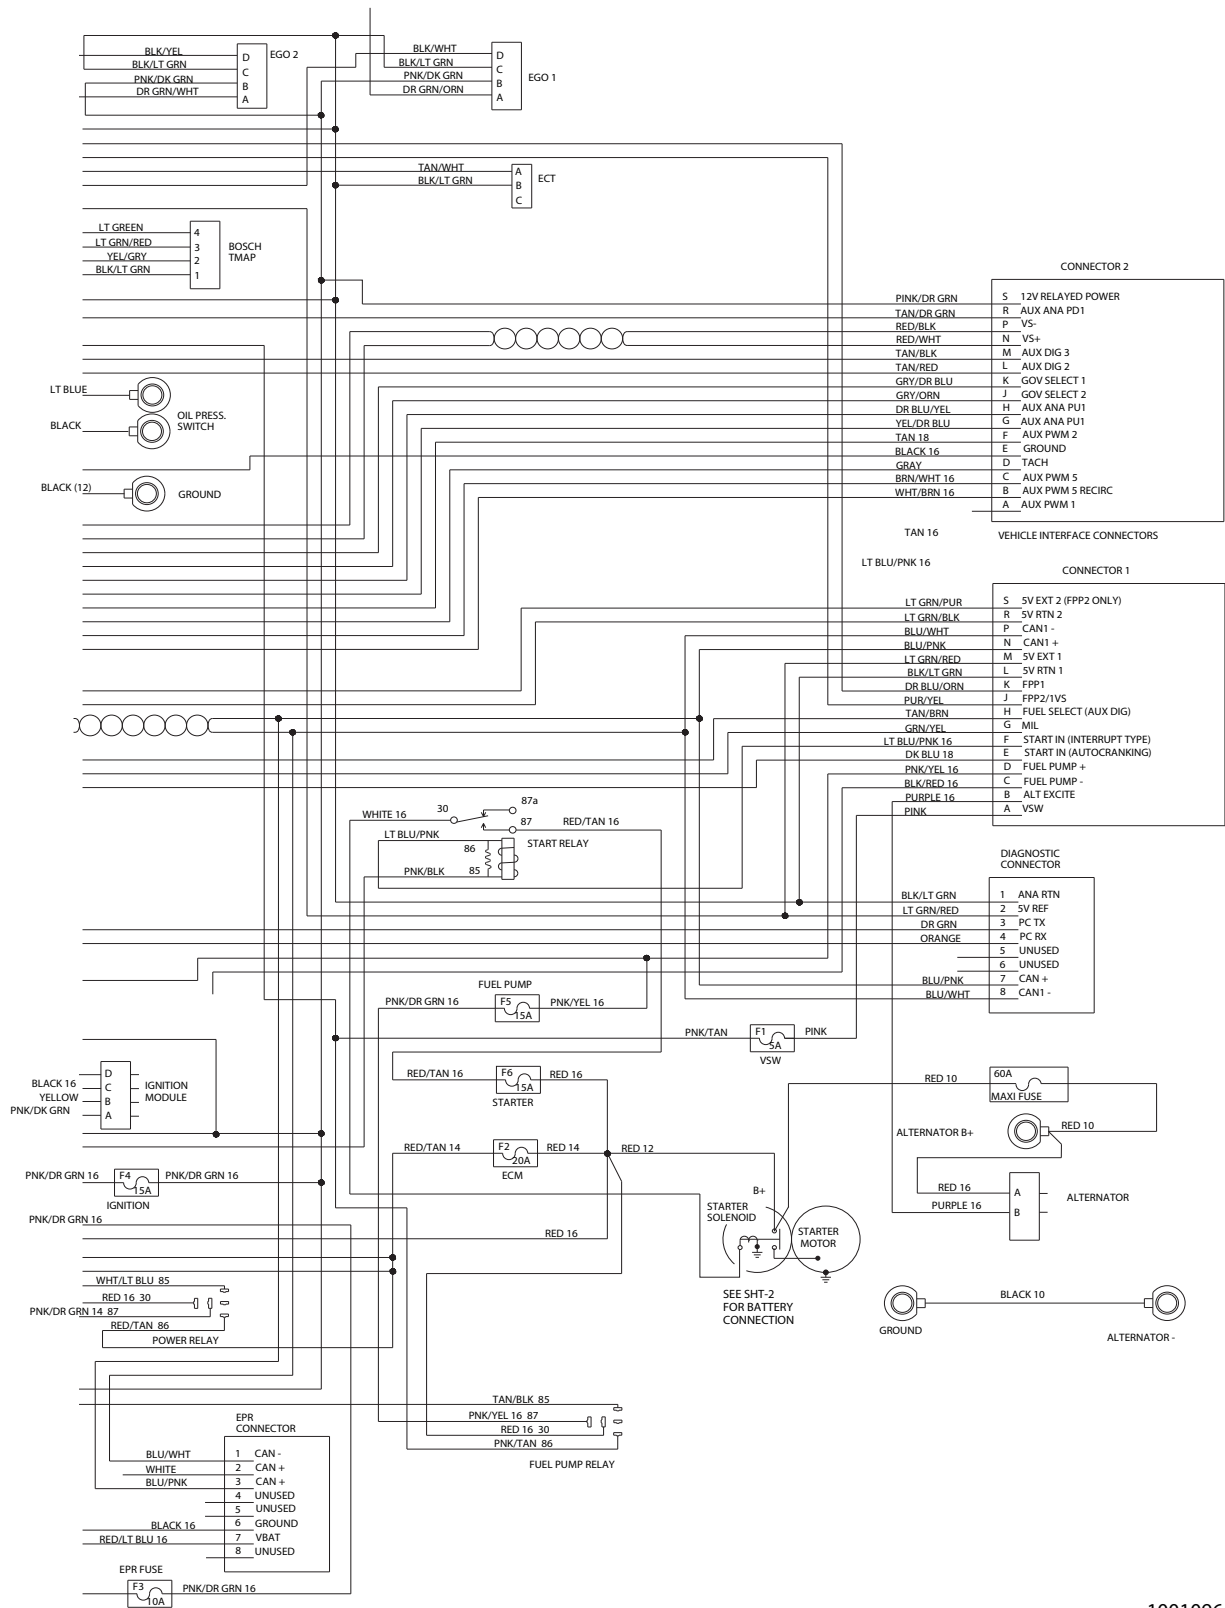 BLK/YEL
BLK/LT GRN
PNK/DK GRN
DR GRN/WHT
D
C
B
A
EGO 2
BLK/WHT
BLK/LT GRN
PNK/DK GRN
DR GRN/ORN
D
C
B
A
EGO 1
TAN/WHT
BLK/LT GRN
A
B
C
ECT
LT GREEN
LT GRN/RED
YEL/GRY
BLK/LT GRN
4
3
2
1
BOSCH
TMAP
LT BLUE
BLACK
OIL PRESS.
SWITCH
BLACK (12)
GROUND
CONNECTOR 2
PINK/DR GRN S 12V RELAYED POWER
TAN/DR GRN R AUX ANA PD1
RED/BLK P VS-
RED/WHT N VS+
TAN/BLK M AUX DIG 3
TAN/RED L AUX DIG 2
GRY/DR BLU K GOV SELECT 1
GRY/ORN J GOV SELECT 2
DR BLU/YEL H AUX ANA PU1
YEL/DR BLU G AUX ANA PU1
TAN 18 F AUX PWM 2
BLACK 16 E GROUND
GRAY D TACH
BRN/WHT 16 C AUX PWM 5
WHT/BRN 16 B AUX PWM 5 RECIRC
A AUX PWM 1
TAN 16
VEHICLE INTERFACE CONNECTORS
LT BLU/PNK 16
CONNECTOR 1
LT GRN/PUR S 5V EXT 2 (FPP2 ONLY)
LT GRN/BLK R 5V RTN 2
BLU/WHT P CAN1 -
BLU/PNK N CAN1 +
LT GRN/RED M 5V EXT 1
BLK/LT GRN L 5V RTN 1
DR BLU/ORN K FPP1
PUR/YEL J FPP2/1VS
TAN/BRN H FUEL SELECT (AUX DIG)
GRN/YEL G MIL
LT BLU/PNK 16 F START IN (INTERRUPT TYPE)
DK BLU 18 E START IN (AUTOCRANKING)
PNK/YEL 16 D FUEL PUMP +
BLK/RED 16 C FUEL PUMP -
PURPLE 16 B ALT EXCITE
PINK A VSW
WHITE 16
30
87a
87
RED/TAN 16
LT BLU/PNK
86
START RELAY
PNK/BLK
85
DIAGNOSTIC
CONNECTOR
BLK/LT GRN 1 ANA RTN
LT GRN/RED 2 5V REF
DR GRN 3 PC TX
ORANGE 4 PC RX
5 UNUSED
6 UNUSED
BLU/PNK 7 CAN +
BLU/WHT 8 CAN1 -
FUEL PUMP
PNK/DR GRN 16
F5
15A
PNK/YEL 16
PNK/TAN
F1
5A
PINK
VSW
RED/TAN 16
F6
15A
RED 16
STARTER
D
BLACK 16 C
YELLOW B
PNK/DK GRN A
IGNITION
MODULE
RED 10
60A
MAXI FUSE
ALTERNATOR B+
RED 10
RED/TAN 14
F2
20A
RED 14
RED 12
ECM
PNK/DR GRN 16
F4
15A
PNK/DR GRN 16
IGNITION
RED 16 A
PURPLE 16 B
ALTERNATOR
B+
STARTER
SOLENOID
STARTER
MOTOR
PNK/DR GRN 16
RED 16
WHT/LT BLU 85
RED 16 30
PNK/DR GRN 14 87
RED/TAN 86
POWER RELAY
SEE SHT-2
FOR BATTERY
CONNECTION
BLACK 10
GROUND
ALTERNATOR -
TAN/BLK 85
PNK/YEL 16 87
RED 16 30
PNK/TAN 86
FUEL PUMP RELAY
EPR
CONNECTOR
BLU/WHT 1 CAN -
WHITE 2 CAN +
BLU/PNK 3 CAN +
4 UNUSED
5 UNUSED
BLACK 16 6 GROUND
RED/LT BLU 16 7 VBAT
8 UNUSED
EPR FUSE
F3
10A
PNK/DR GRN 16